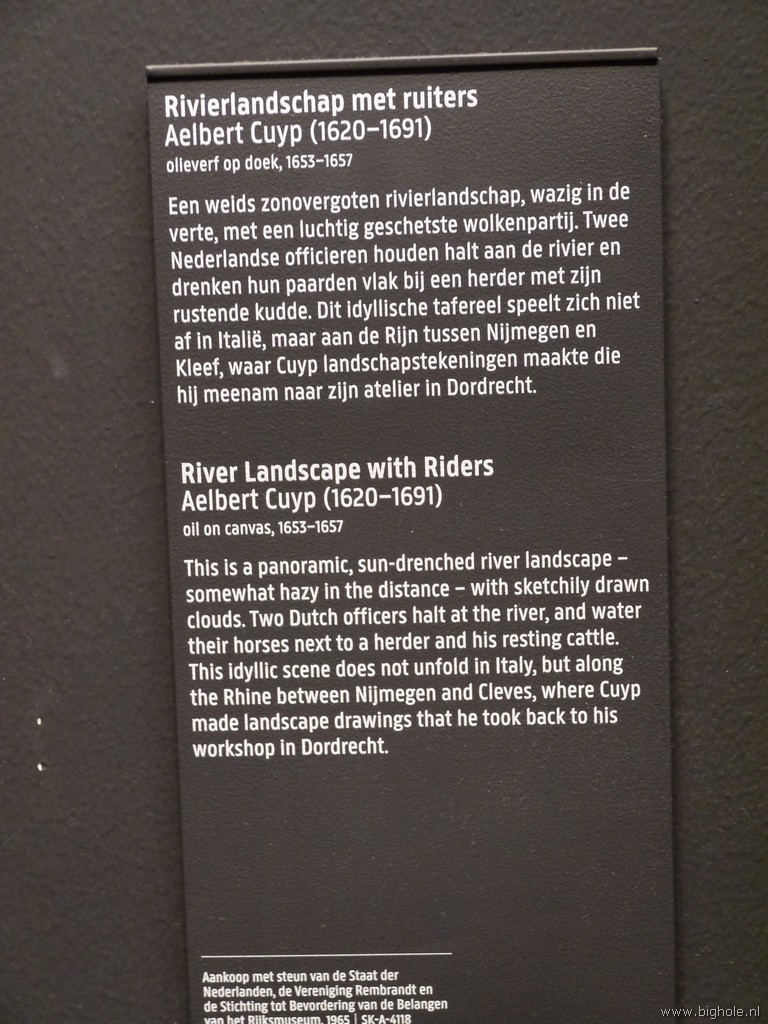 Rivierlandschap met ruiters
Aelbert Cuyp (1620–1691)
olieverf op doek, 1653–1657
Een weids zonovergoten rivierlandschap, wazig in de
verte, met een luchtig geschetste wolkenpartij. Twee
Nederlandse officieren houden halt aan de rivier en
drenken hun paarden vlak bij een herder met zijn
rustende kudde. Dit idyllische tafereel speelt zich niet
af in Italië, maar aan de Rijn tussen Nijmegen en
Kleef, waar Cuyp landschapstekeningen maakte die
hij meenam naar zijn atelier in Dordrecht.
River Landscape with Riders
Aelbert Cuyp (1620–1691)
oil on canvas, 1653–1657
This is a panoramic, sun-drenched river landscape –
somewhat hazy in the distance – with sketchily drawn
clouds. Two Dutch officers halt at the river, and water
their horses next to a herder and his resting cattle.
This idyllic scene does not unfold in Italy, but along
the Rhine between Nijmegen and Cleves, where Cuyp
made landscape drawings that he took back to his
workshop in Dordrecht.
Aankoop met steun van de Staat der
Nederlanden, de Vereniging Rembrandt en
de Stichting tot Bevordering van de Belangen
van het Rijksmuseum, 1965 | SK-A-4118
www.bighole.nl